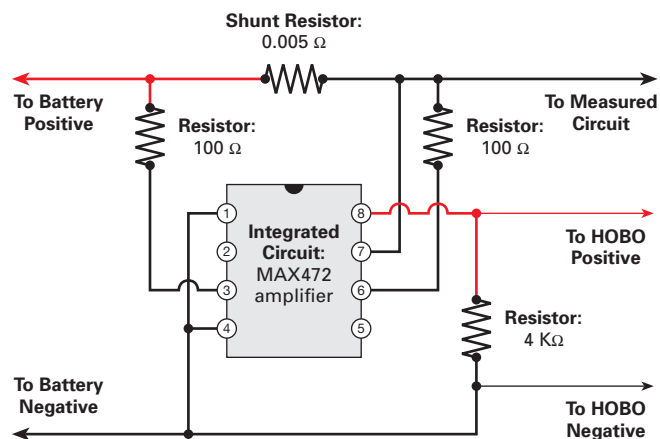 Shunt Resistor:
0.005 Ω
To Battery
Positive
Resistor:
100 Ω
Resistor:
100 Ω
To Measured
Circuit
1
2
3
4
Integrated
Circuit:
MAX472
amplifier
8
7
6
5
To HOBO
Positive
Resistor:
4 KΩ
To Battery
Negative
To HOBO
Negative